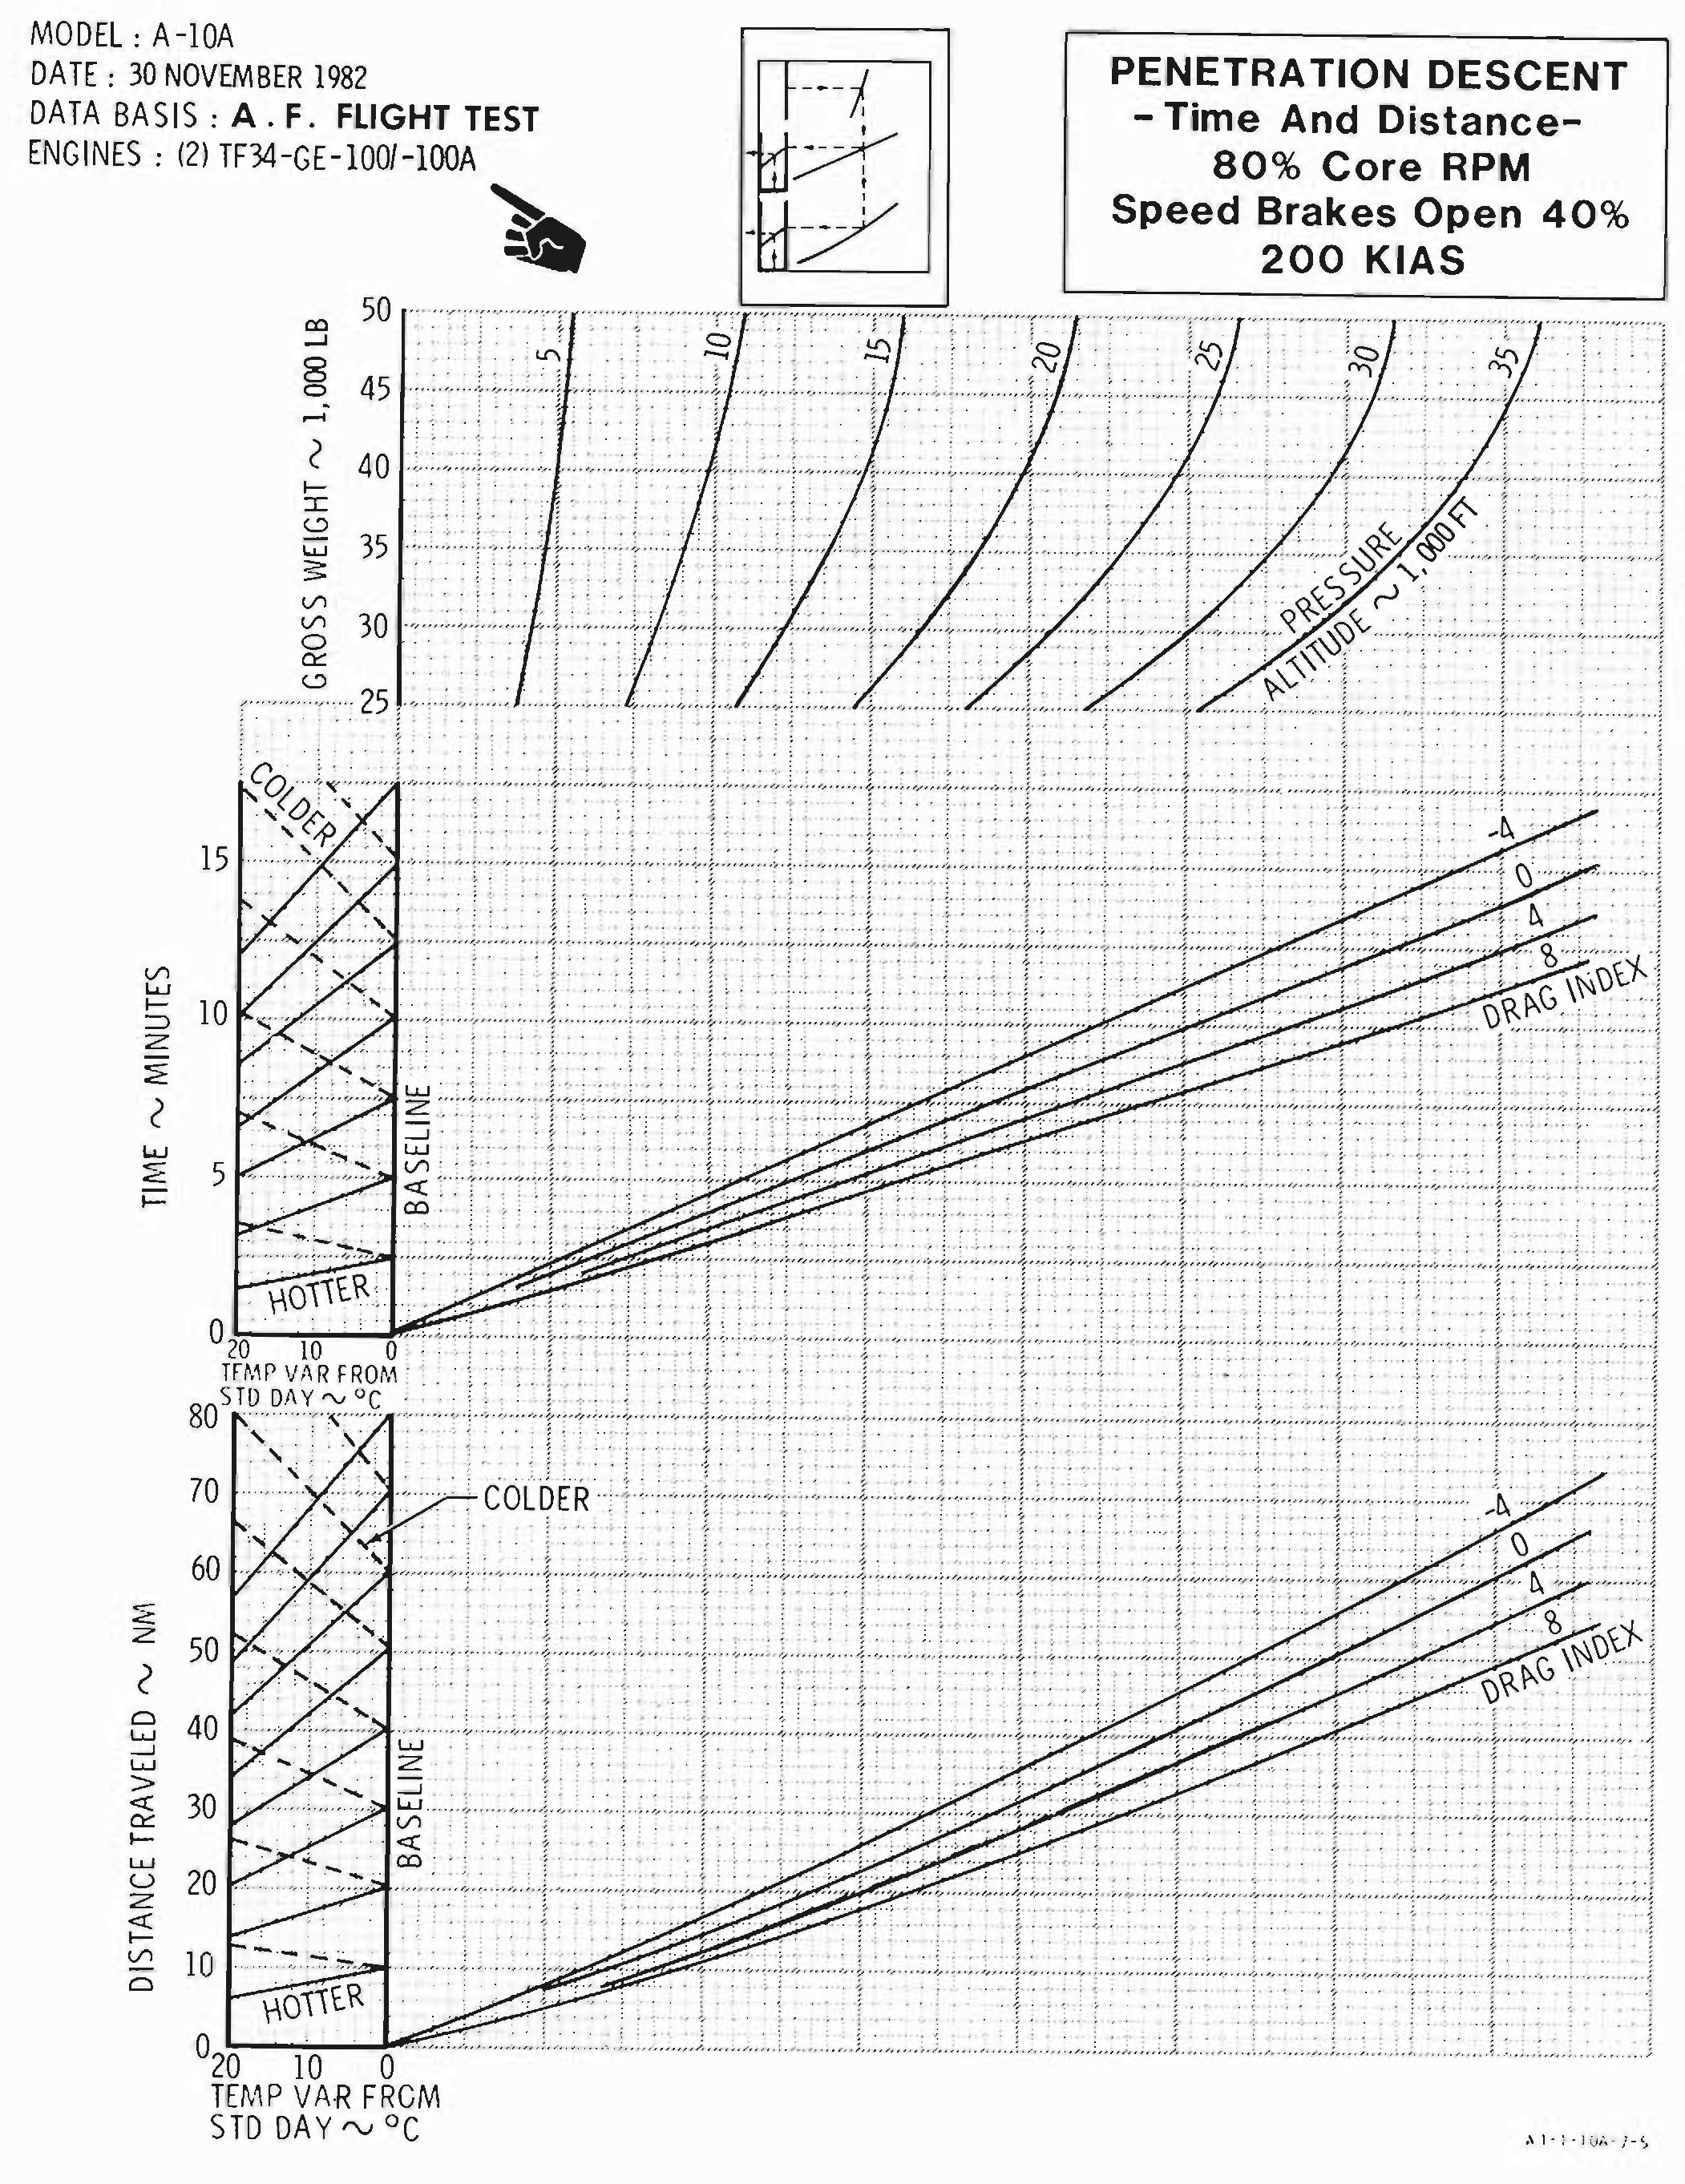 MODEL : A-10A
DATE : 30 NOVEMBER 1982
DATA BASIS : A . F. FLIGHT TEST
ENGINES : (2) TF34-GE-100/-100A
PENETRATION DESCENT
-Time And Distance-
80% Core RPM
Speed Brakes Open 40%
200 KIAS
GROSS WEIGHT ~ 1,000 LB
50
45
40
35
30
25
5
10
15
20
25
30
35
PRESSURE
ALTITUDE ~ 1,000 FT
COLDER
TIME ~ MINUTES
15
10
5
0
BASELINE
HOTTER
-4
0
4
8
DRAG INDEX
20 10 0
TEMP VAR FROM
STD DAY ~ °C
DISTANCE TRAVELED ~ NM
80
70
60
50
40
30
20
10
0
COLDER
BASELINE
HOTTER
-4
0
4
8
DRAG INDEX
20 10 0
TEMP VAR FROM
STD DAY ~ °C